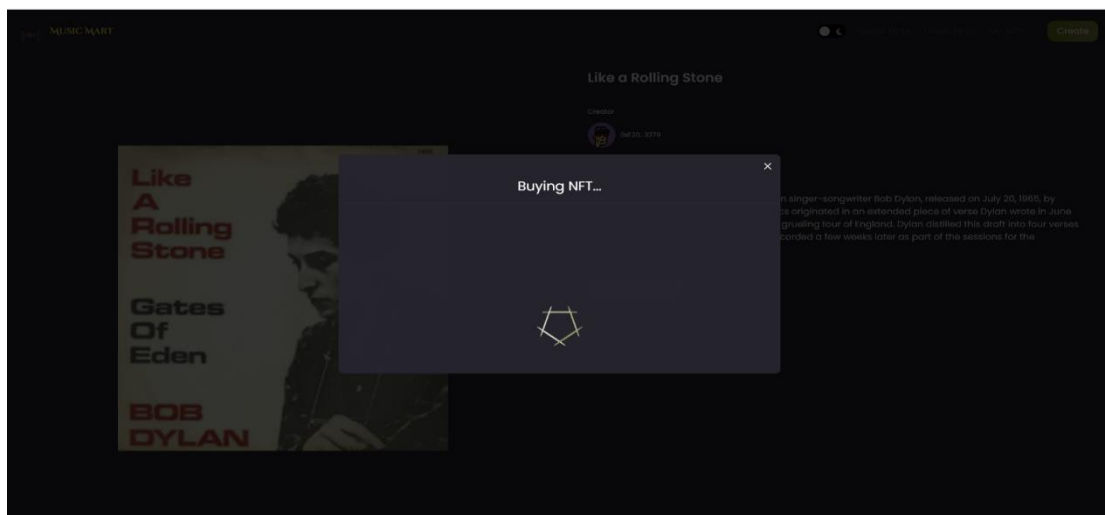 MUSIC MART
Create
Like a Rolling Stone
Creator
Buying NFT...
n singer-songwriter Bob Dylan, released on July 20, 1965, by
cs originated in an extended piece of verse Dylan wrote in June
grueling tour of England. Dylan distilled this draft into four verses
corded a few weeks later as part of the sessions for the
Like
A
Rolling
Stone
Gates
Of
Eden
BOB
DYLAN